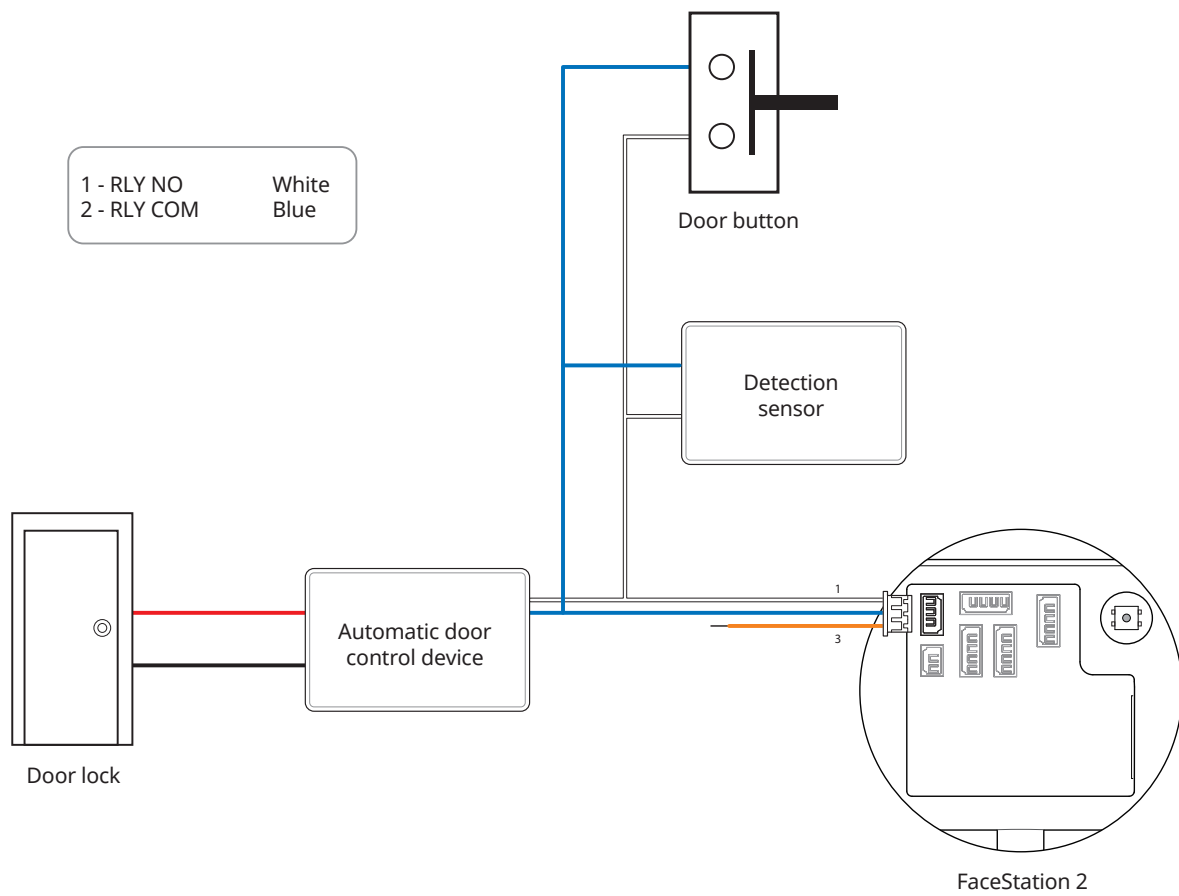 1 - RLY NO White
2 - RLY COM Blue
Door button
Detection
sensor
1
3
Automatic door
control device
Door lock
FaceStation 2